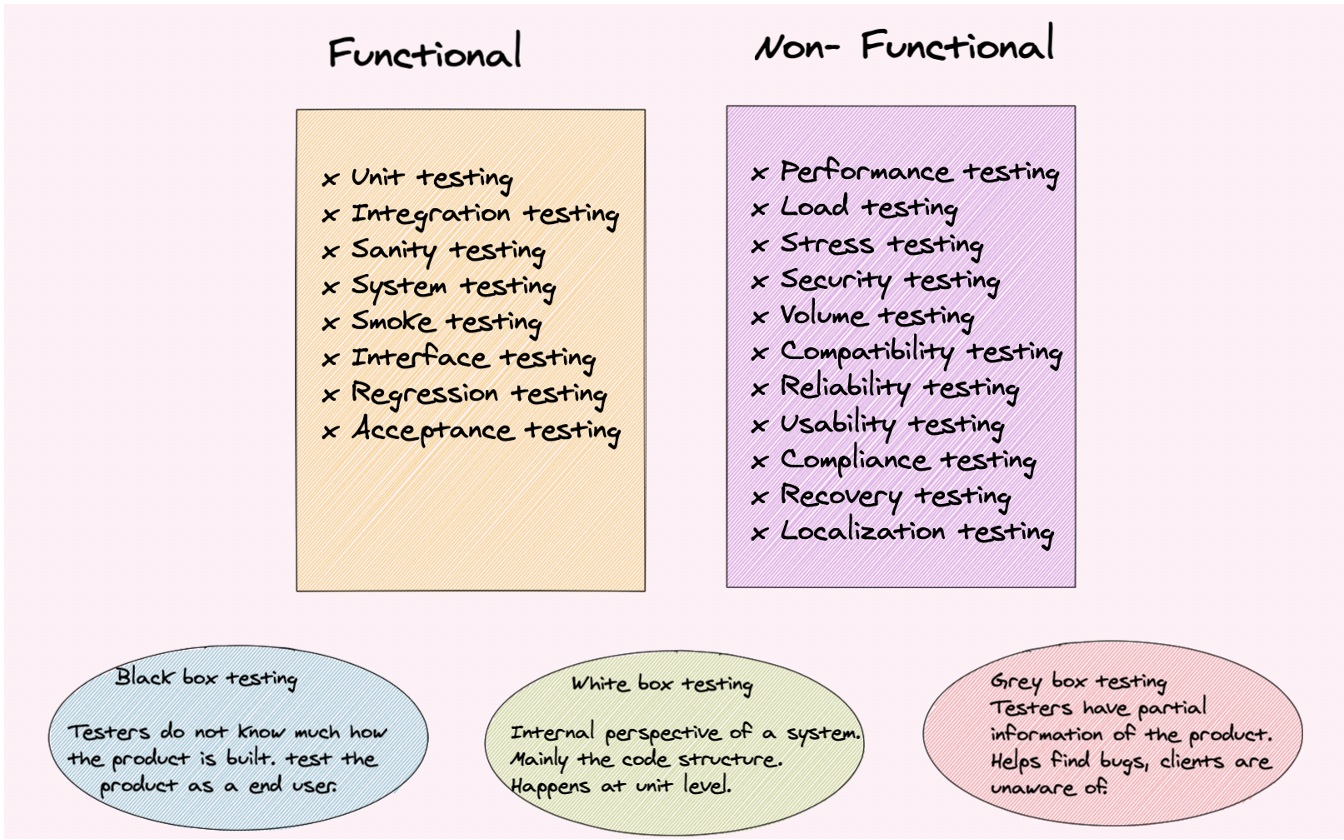 Functional
x Unit testing
x Integration testing
x Sanity testing
x System testing
x Smoke testing
x Interface testing
x Regression testing
x Acceptance testing
Non- Functional
x Performance testing
x Load testing
x Stress testing
x Security testing
x Volume testing
x Compatibility testing
x Reliability testing
x Usability testing
x Compliance testing
x Recovery testing
x Localization testing
Black box testing
Testers do not know much how
the product is built. test the
product as a end user.
White box testing
Internal perspective of a system.
Mainly the code structure.
Happens at unit level.
Grey box testing
Testers have partial
information of the product.
Helps find bugs, clients are
unaware of.